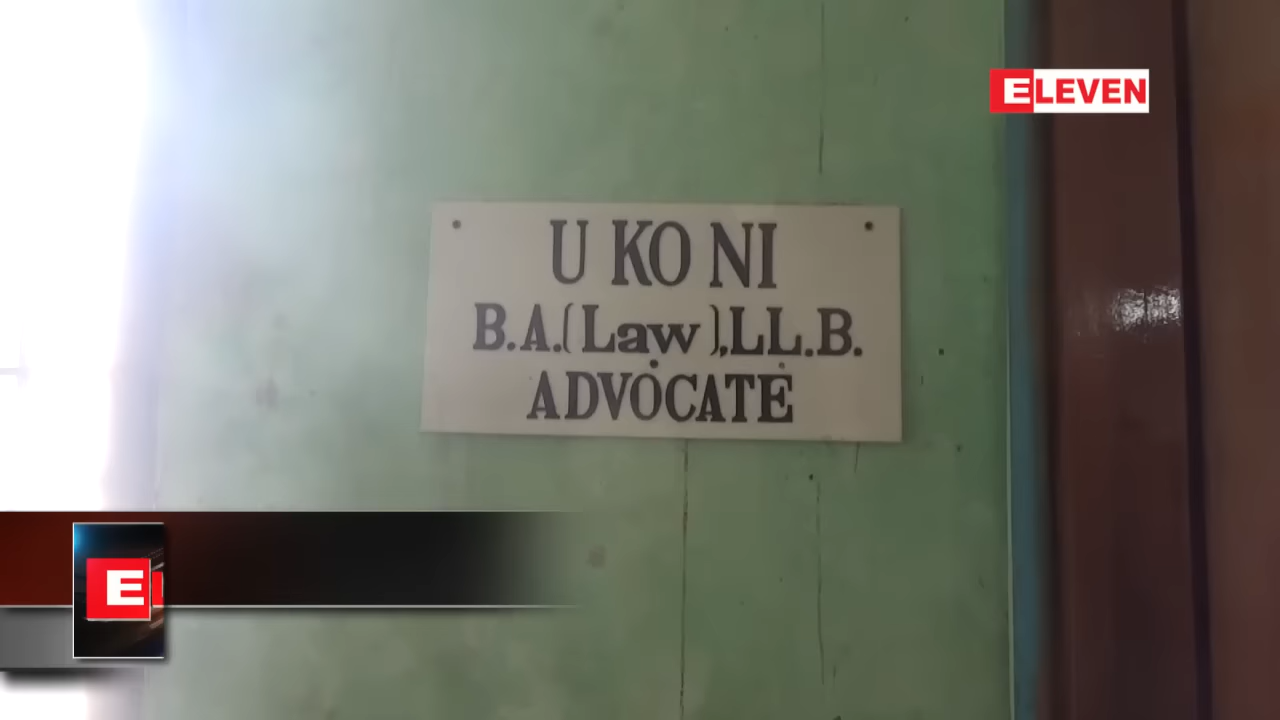 ELEVEN
U KO NI
B.A.(Law),LL.B.
ADVOCATE
E